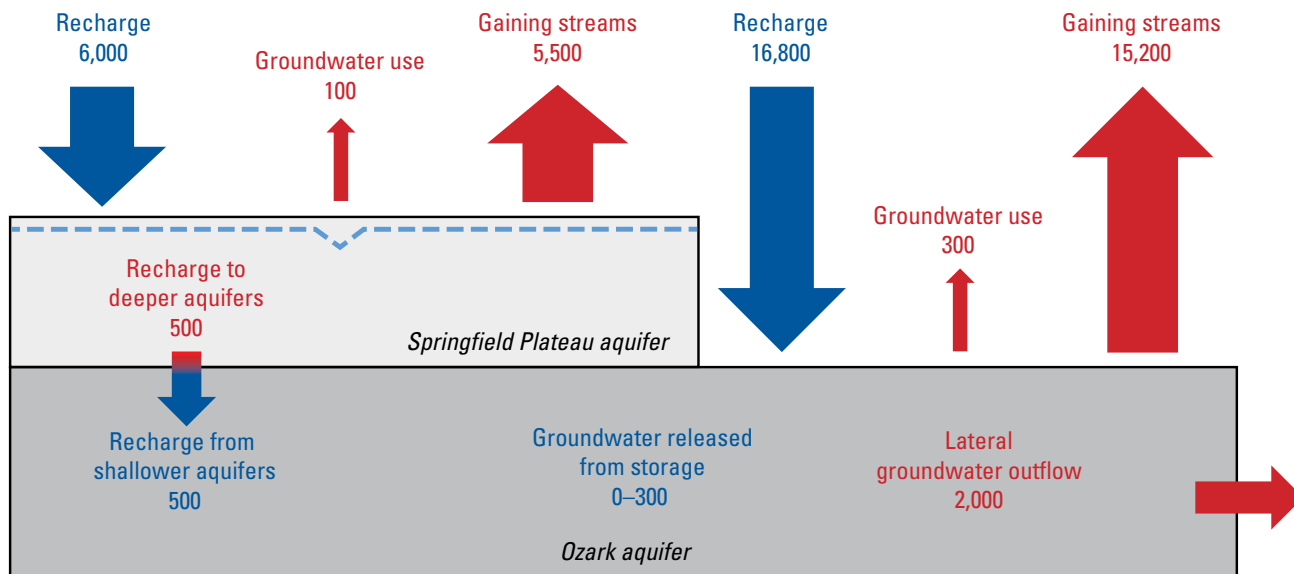 Recharge
6,000
Groundwater use
100
Gaining streams
5,500
Recharge
16,800
Gaining streams
15,200
Groundwater use
300
Recharge to
deeper aquifers
500
Springfield Plateau aquifer
Recharge from
shallower aquifers
500
Groundwater released
from storage
0–300
Lateral
groundwater outflow
2,000
Ozark aquifer